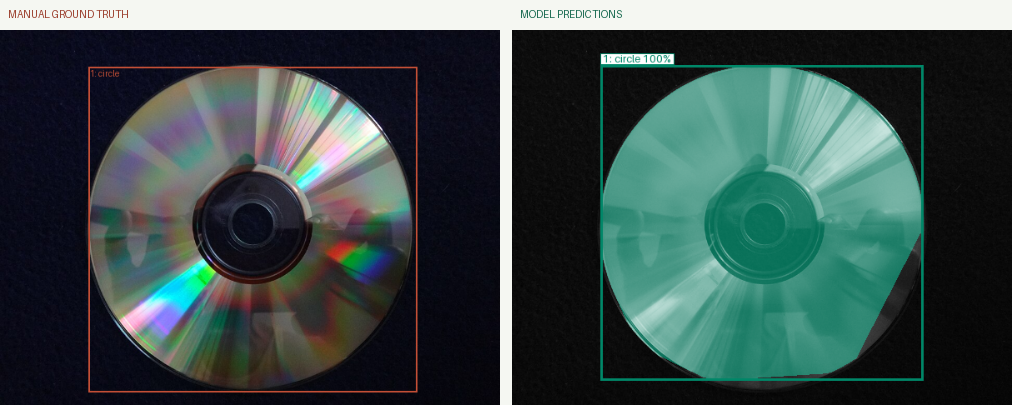 MANUAL GROUND TRUTH
MODEL PREDICTIONS
1: circle
1: circle 100%